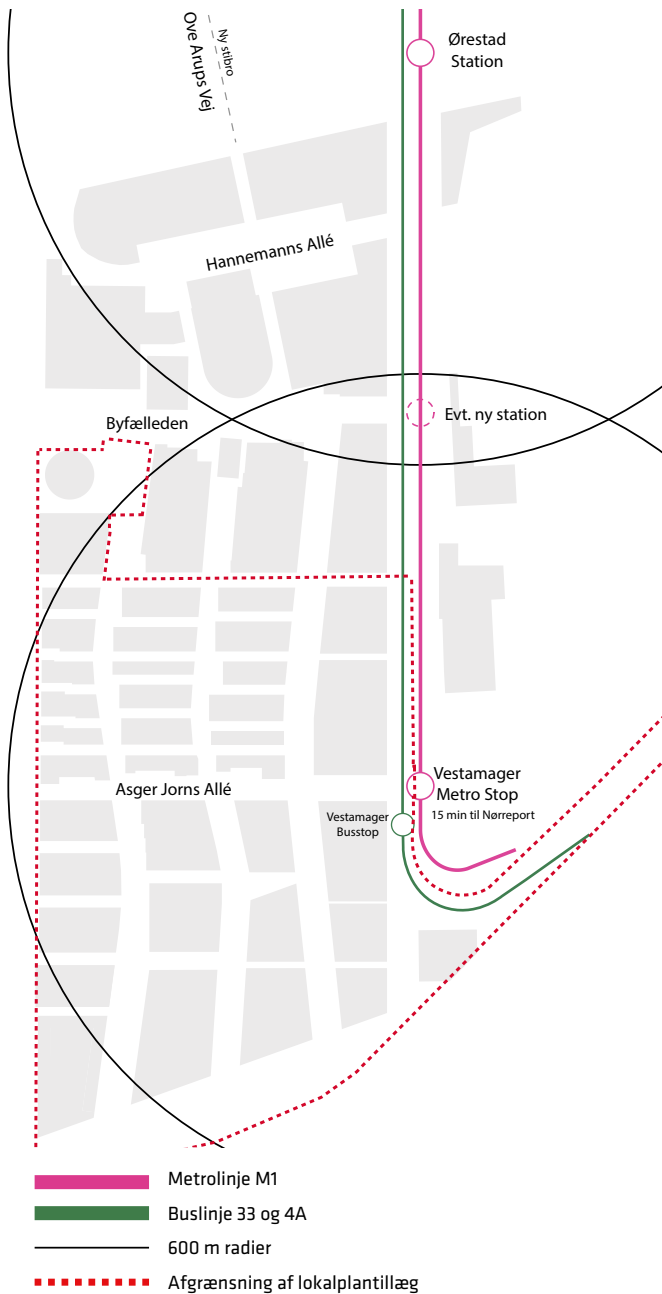 Ny stibro
Ove Arups Vej
Ørestad
Station
Hannemanns Allé
Byfælleden
Evt. ny station
Asger Jorns Allé
Vestamager
Metro Stop
15 min til Nørreport
Vestamager
Busstop
Metrolinje M1
Buslinje 33 og 4A
600 m radier
Afgrænsning af lokalplantillæg